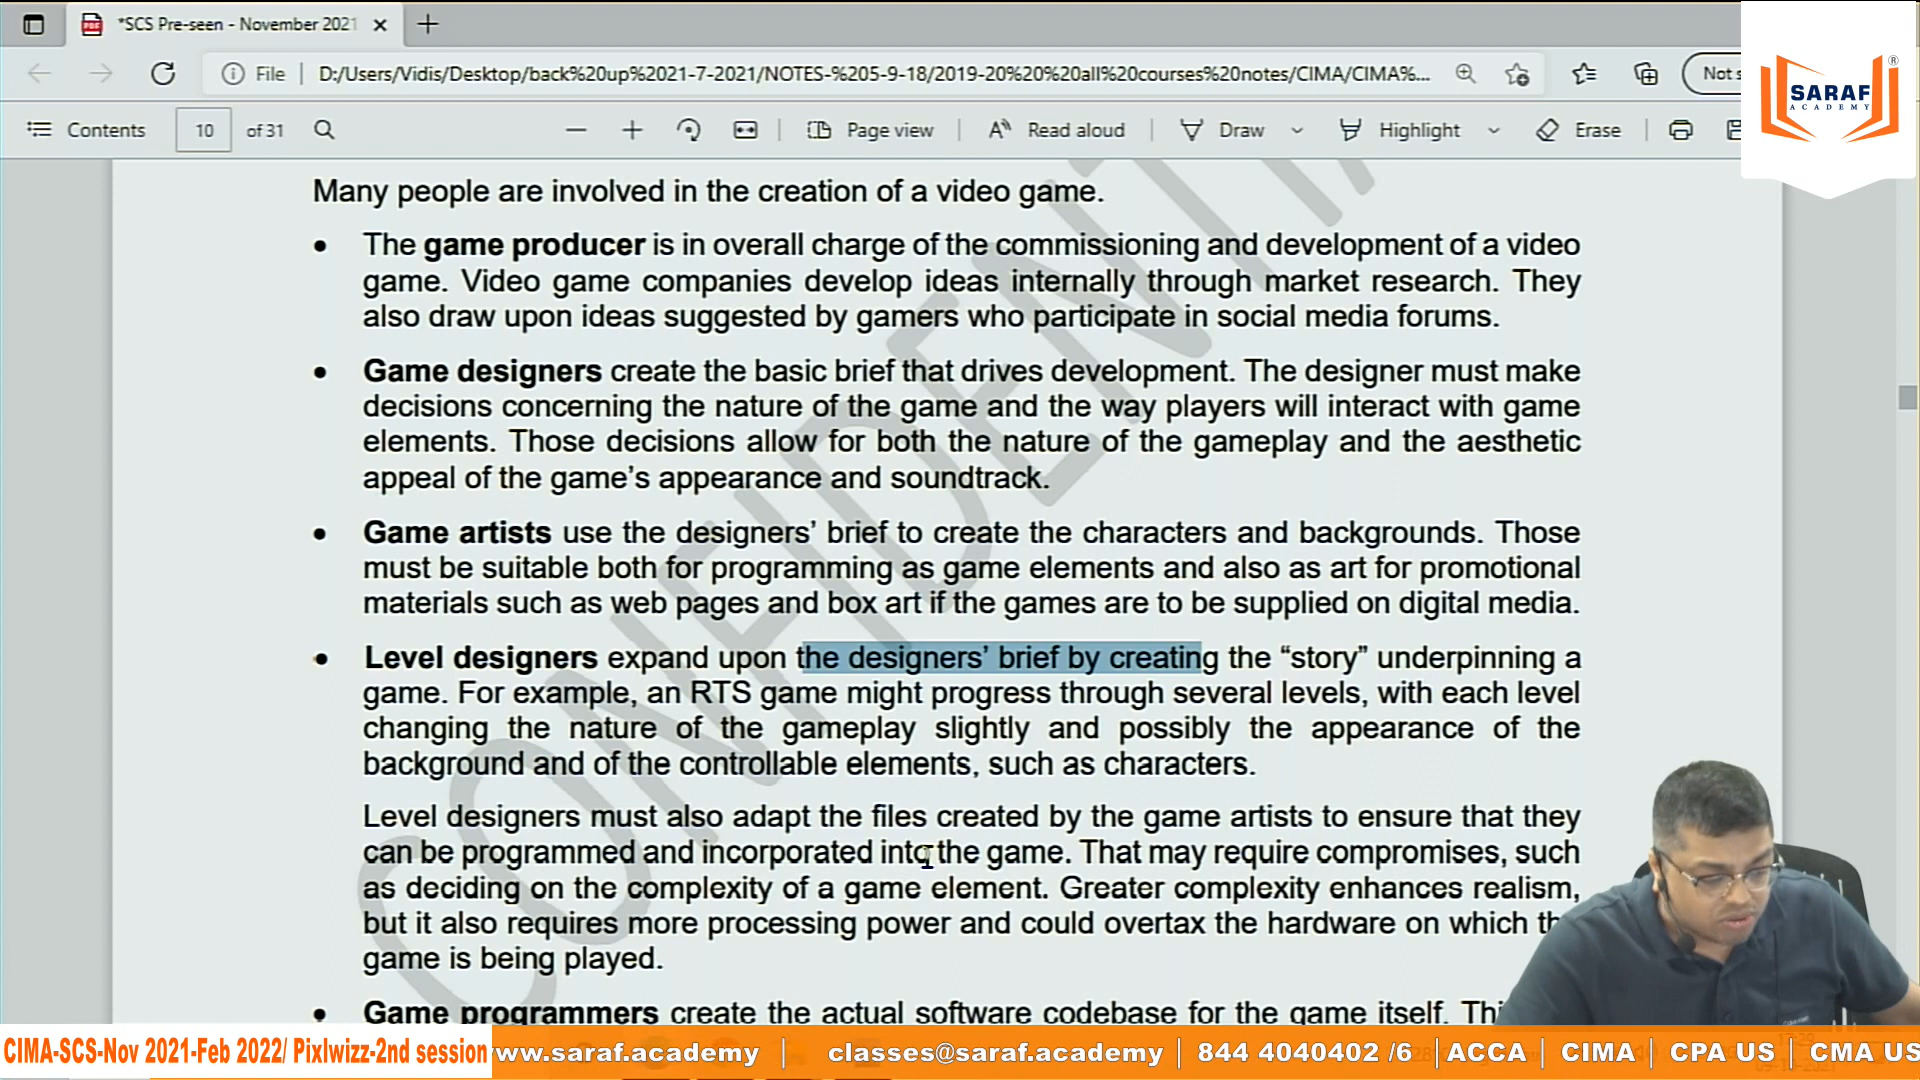 *SCS Pre-seen - November 2021
File
D:/Users/Vidis/Desktop/back%20up%2021-7-2021/NOTES-%205-9-18/2019-20%20%20all%20courses%20notes/CIMA/CIMA%...
Not s
SARAF
ACADEMY
Contents
10 of 31
Page view
Read aloud
Draw
Highlight
Erase
CONFIDENTIA
Many people are involved in the creation of a video game.
• The game producer is in overall charge of the commissioning and development of a video
game. Video game companies develop ideas internally through market research. They
also draw upon ideas suggested by gamers who participate in social media forums.
• Game designers create the basic brief that drives development. The designer must make
decisions concerning the nature of the game and the way players will interact with game
elements. Those decisions allow for both the nature of the gameplay and the aesthetic
appeal of the game’s appearance and soundtrack.
• Game artists use the designers’ brief to create the characters and backgrounds. Those
must be suitable both for programming as game elements and also as art for promotional
materials such as web pages and box art if the games are to be supplied on digital media.
• Level designers expand upon the designers’ brief by creating the “story” underpinning a
game. For example, an RTS game might progress through several levels, with each level
changing the nature of the gameplay slightly and possibly the appearance of the
background and of the controllable elements, such as characters.
Level designers must also adapt the files created by the game artists to ensure that they
can be programmed and incorporated into the game. That may require compromises, such
as deciding on the complexity of a game element. Greater complexity enhances realism,
but it also requires more processing power and could overtax the hardware on which th
game is being played.
• Game programmers create the actual software codebase for the game itself. Thi
CIMA-SCS-Nov 2021-Feb 2022/ Pixlwizz-2nd session
www.saraf.academy | classes@saraf.academy | 844 4040402 /6 | ACCA | CIMA | CPA US | CMA US